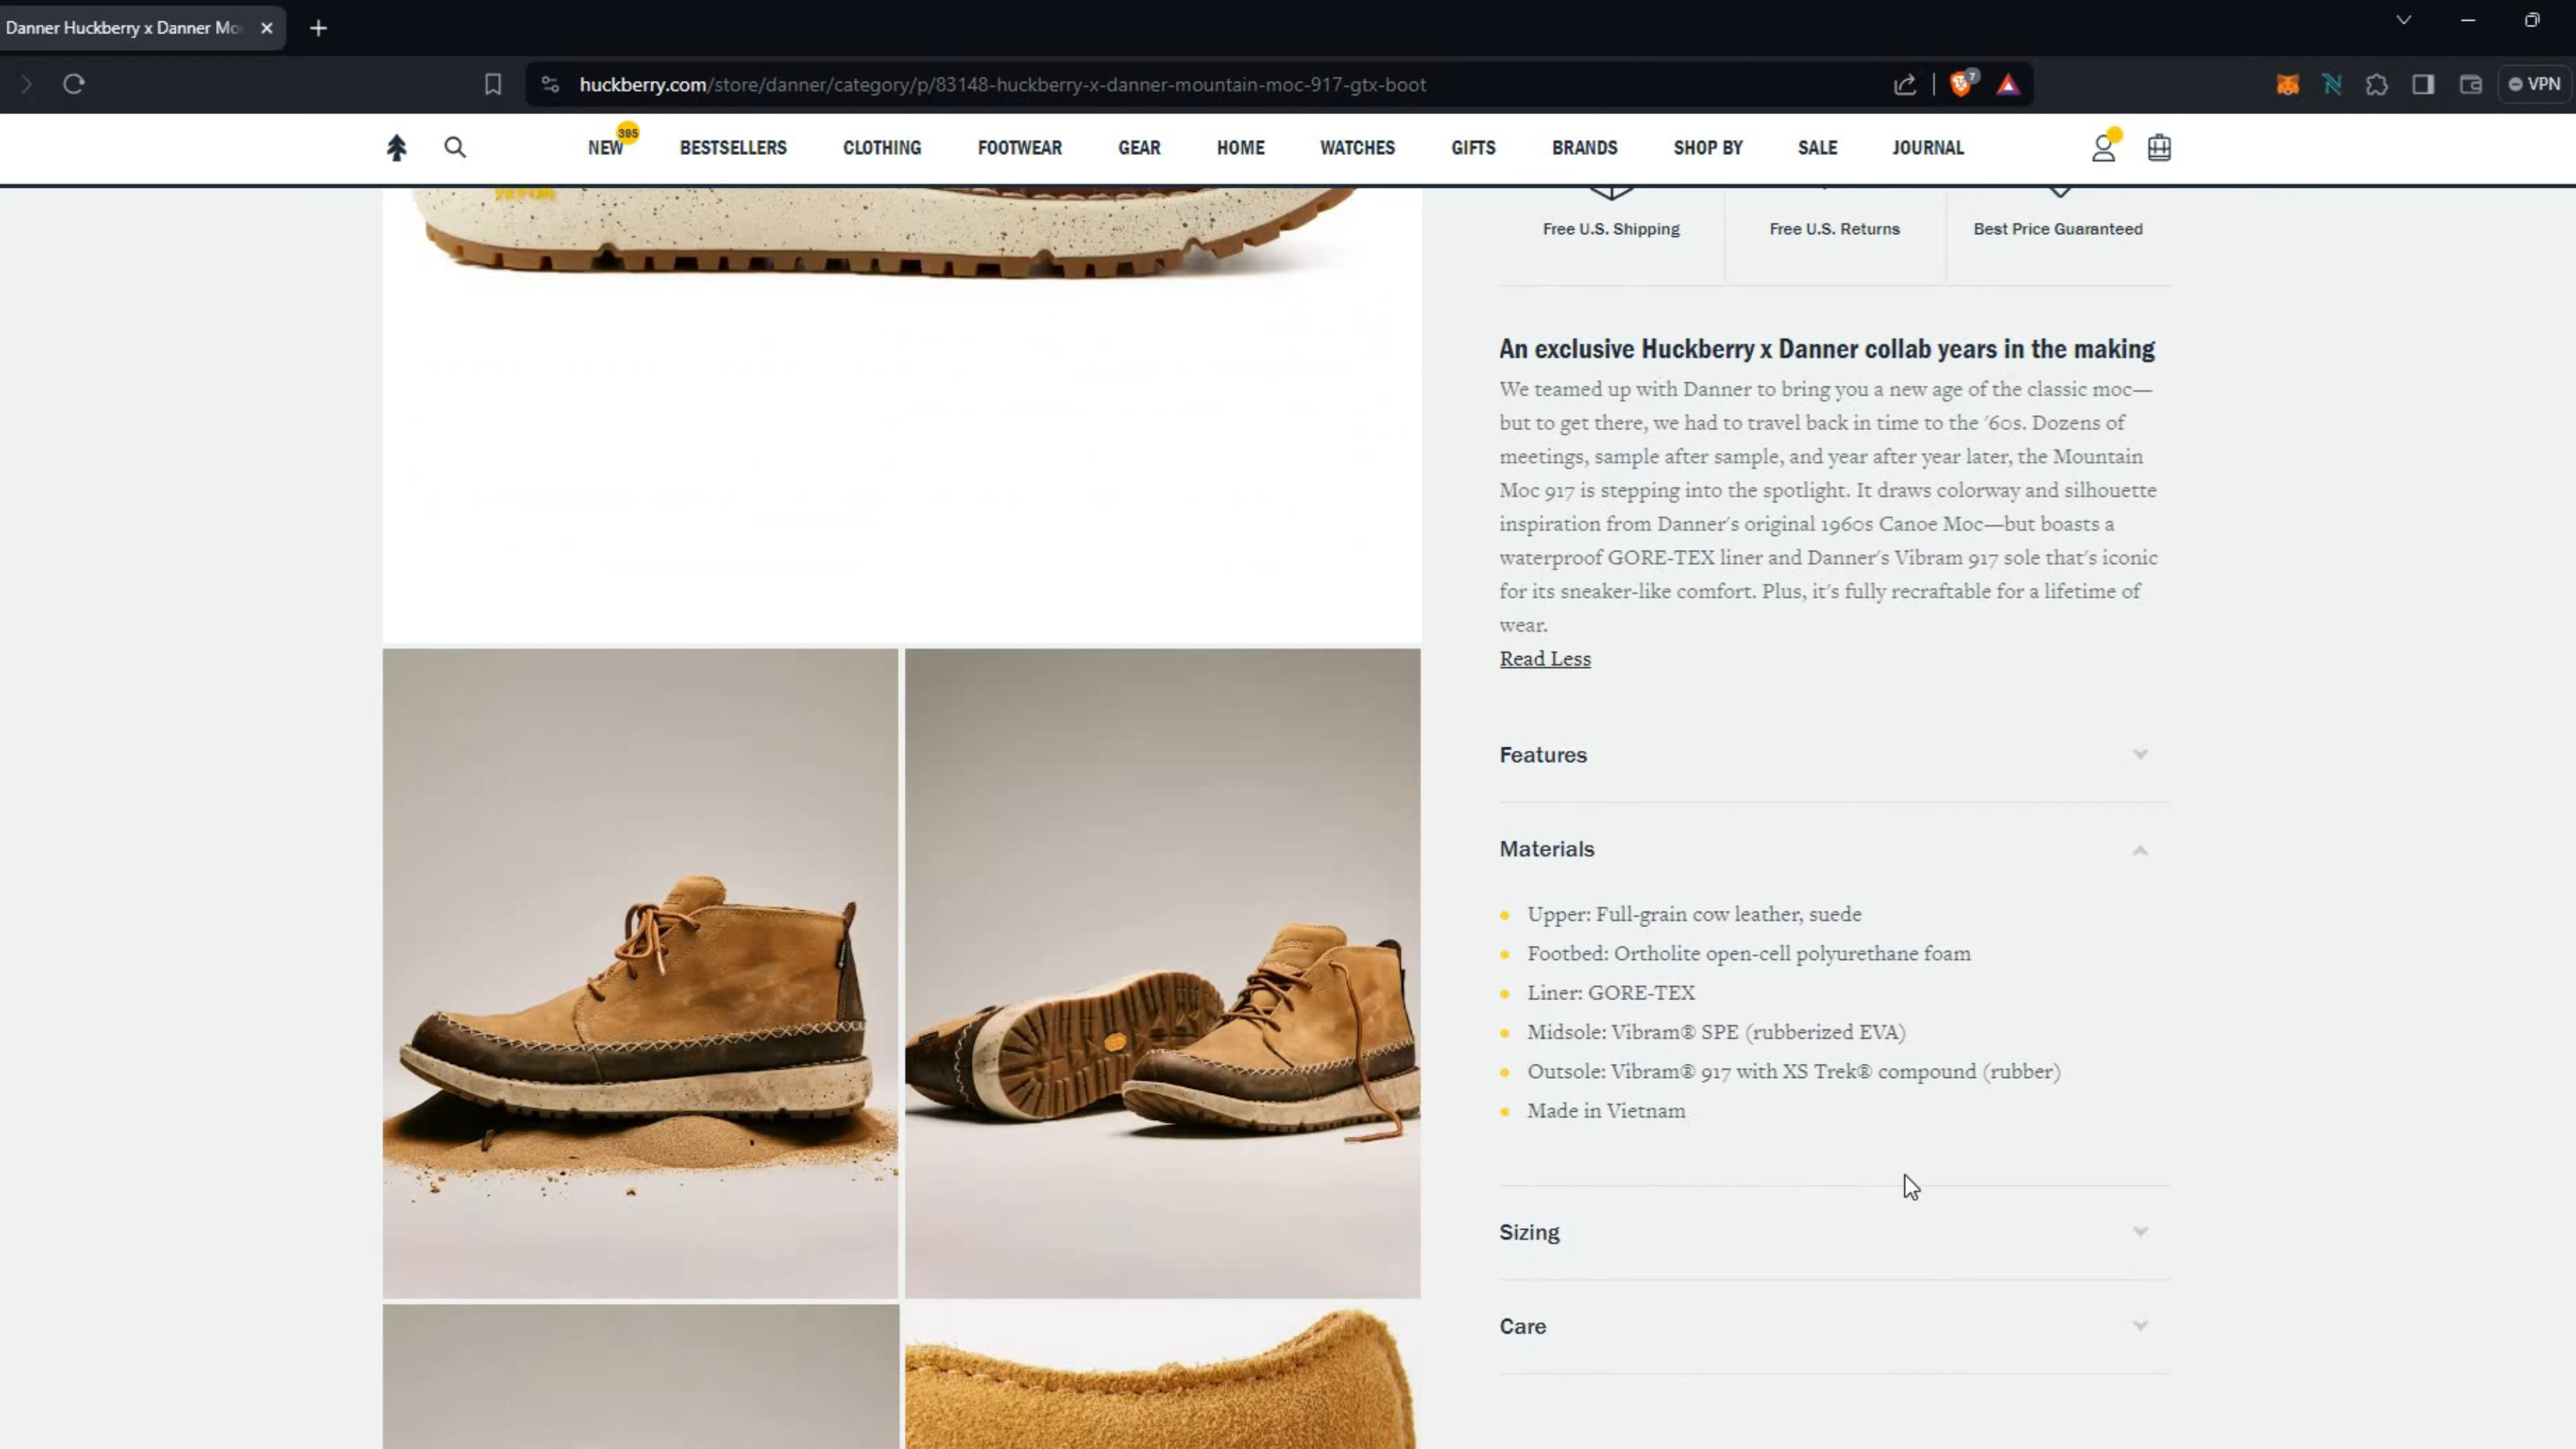 Danner Huckberry x Danner Mo
huckberry.com/store/danner/category/p/83148-huckberry-x-danner-mountain-moc-917-gtx-boot
7
VPN
NEW
395
BESTSELLERS
CLOTHING
FOOTWEAR
GEAR
HOME
WATCHES
GIFTS
BRANDS
SHOP BY
SALE
JOURNAL
Free U.S. Shipping
Free U.S. Returns
Best Price Guaranteed
An exclusive Huckberry x Danner collab years in the making
We teamed up with Danner to bring you a new age of the classic moc—
but to get there, we had to travel back in time to the '60s. Dozens of
meetings, sample after sample, and year after year later, the Mountain
Moc 917 is stepping into the spotlight. It draws colorway and silhouette
inspiration from Danner's original 1960s Canoe Moc—but boasts a
waterproof GORE-TEX liner and Danner's Vibram 917 sole that's iconic
for its sneaker-like comfort. Plus, it's fully recraftable for a lifetime of
wear.
Read Less
Features
Materials
Upper: Full-grain cow leather, suede
Footbed: Ortholite open-cell polyurethane foam
Liner: GORE-TEX
Midsole: Vibram® SPE (rubberized EVA)
Outsole: Vibram® 917 with XS Trek® compound (rubber)
Made in Vietnam
Sizing
Care